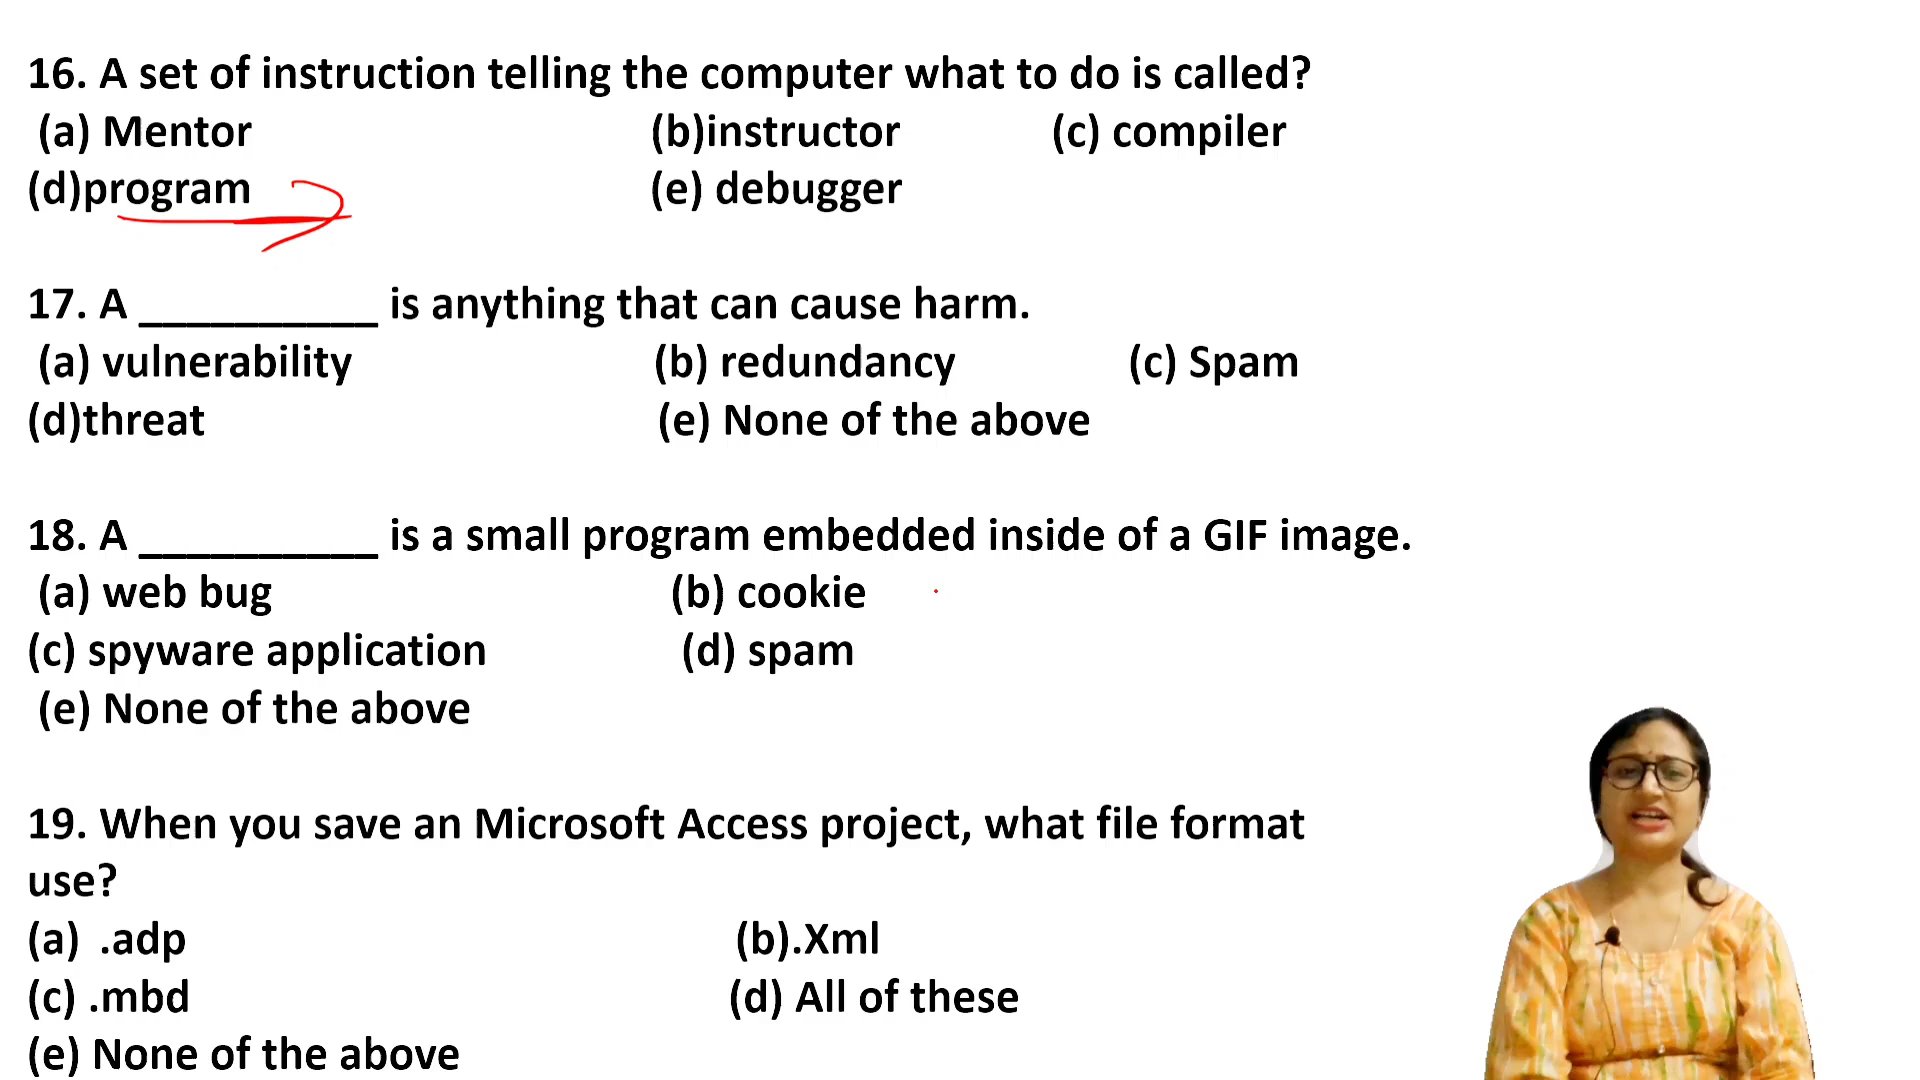 16. A set of instruction telling the computer what to do is called?
(a) Mentor (b)instructor (c) compiler
(d)program (e) debugger
17. A __________ is anything that can cause harm.
(a) vulnerability (b) redundancy (c) Spam
(d)threat (e) None of the above
18. A __________ is a small program embedded inside of a GIF image.
(a) web bug (b) cookie
(c) spyware application (d) spam
(e) None of the above
19. When you save an Microsoft Access project, what file format
use?
(a) .adp (b).Xml
(c) .mbd (d) All of these
(e) None of the above